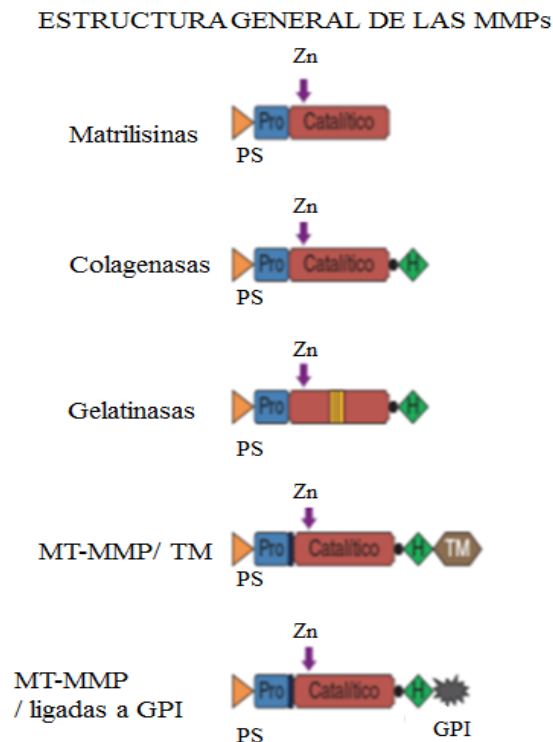 ESTRUCTURA GENERAL DE LAS MMPs
Zn
Matrilisinas
Pro Catalítico
PS
Zn
Colagenasas
Pro Catalítico H
PS
Zn
Gelatinasas
Pro H
PS
Zn
MT-MMP/ TM
Pro Catalítico H TM
PS
Zn
MT-MMP
/ ligadas a GPI
Pro Catalítico H
PS
GPI